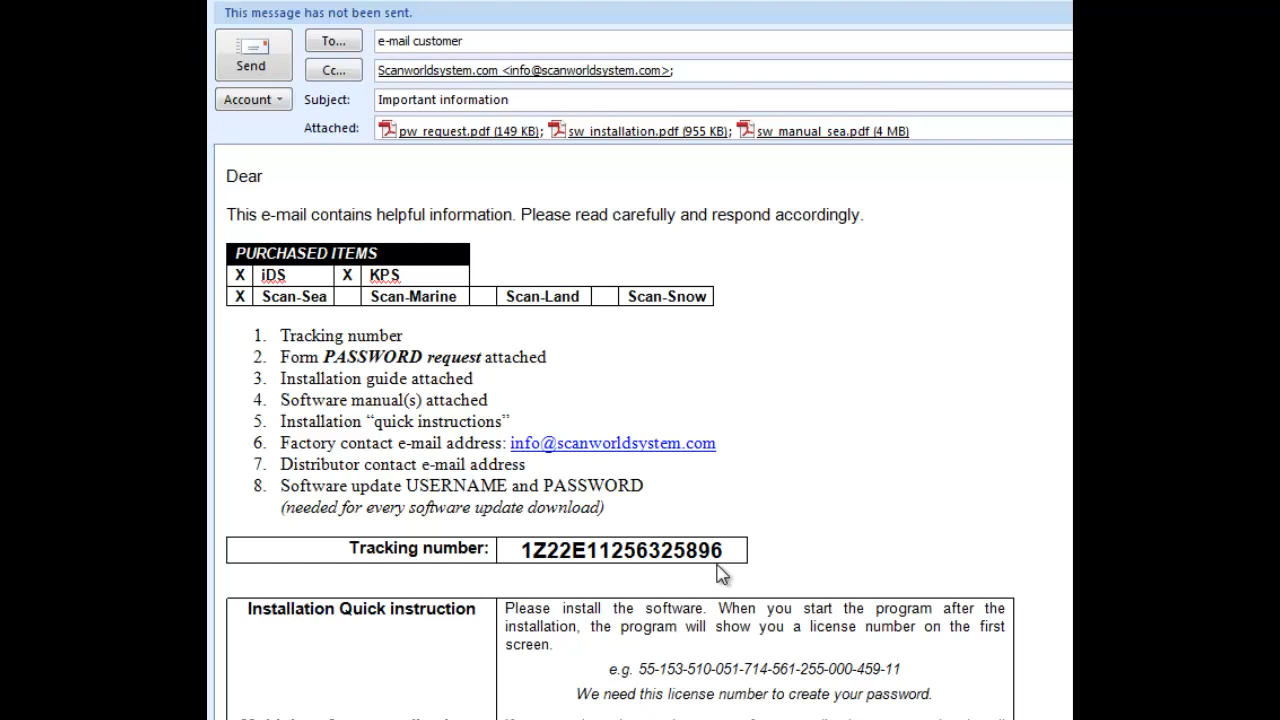 This message has not been sent.
Send
To...
e-mail customer
Cc...
Scanworldsystem.com <info@scanworldsystem.com>;
Account
Subject:
Important information
Attached:
pw_request.pdf (149 KB); sw_installation.pdf (955 KB); sw_manual_sea.pdf (4 MB)
Dear
This e-mail contains helpful information. Please read carefully and respond accordingly.
PURCHASED ITEMS
X iDS X KPS
X Scan-Sea Scan-Marine Scan-Land Scan-Snow
1. Tracking number
2. Form PASSWORD request attached
3. Installation guide attached
4. Software manual(s) attached
5. Installation “quick instructions”
6. Factory contact e-mail address: info@scanworldsystem.com
7. Distributor contact e-mail address
8. Software update USERNAME and PASSWORD
(needed for every software update download)
Tracking number: 1Z22E11256325896
Installation Quick instruction
Please install the software. When you start the program after the
installation, the program will show you a license number on the first
screen.
e.g. 55-153-510-051-714-561-255-000-459-11
We need this license number to create your password.